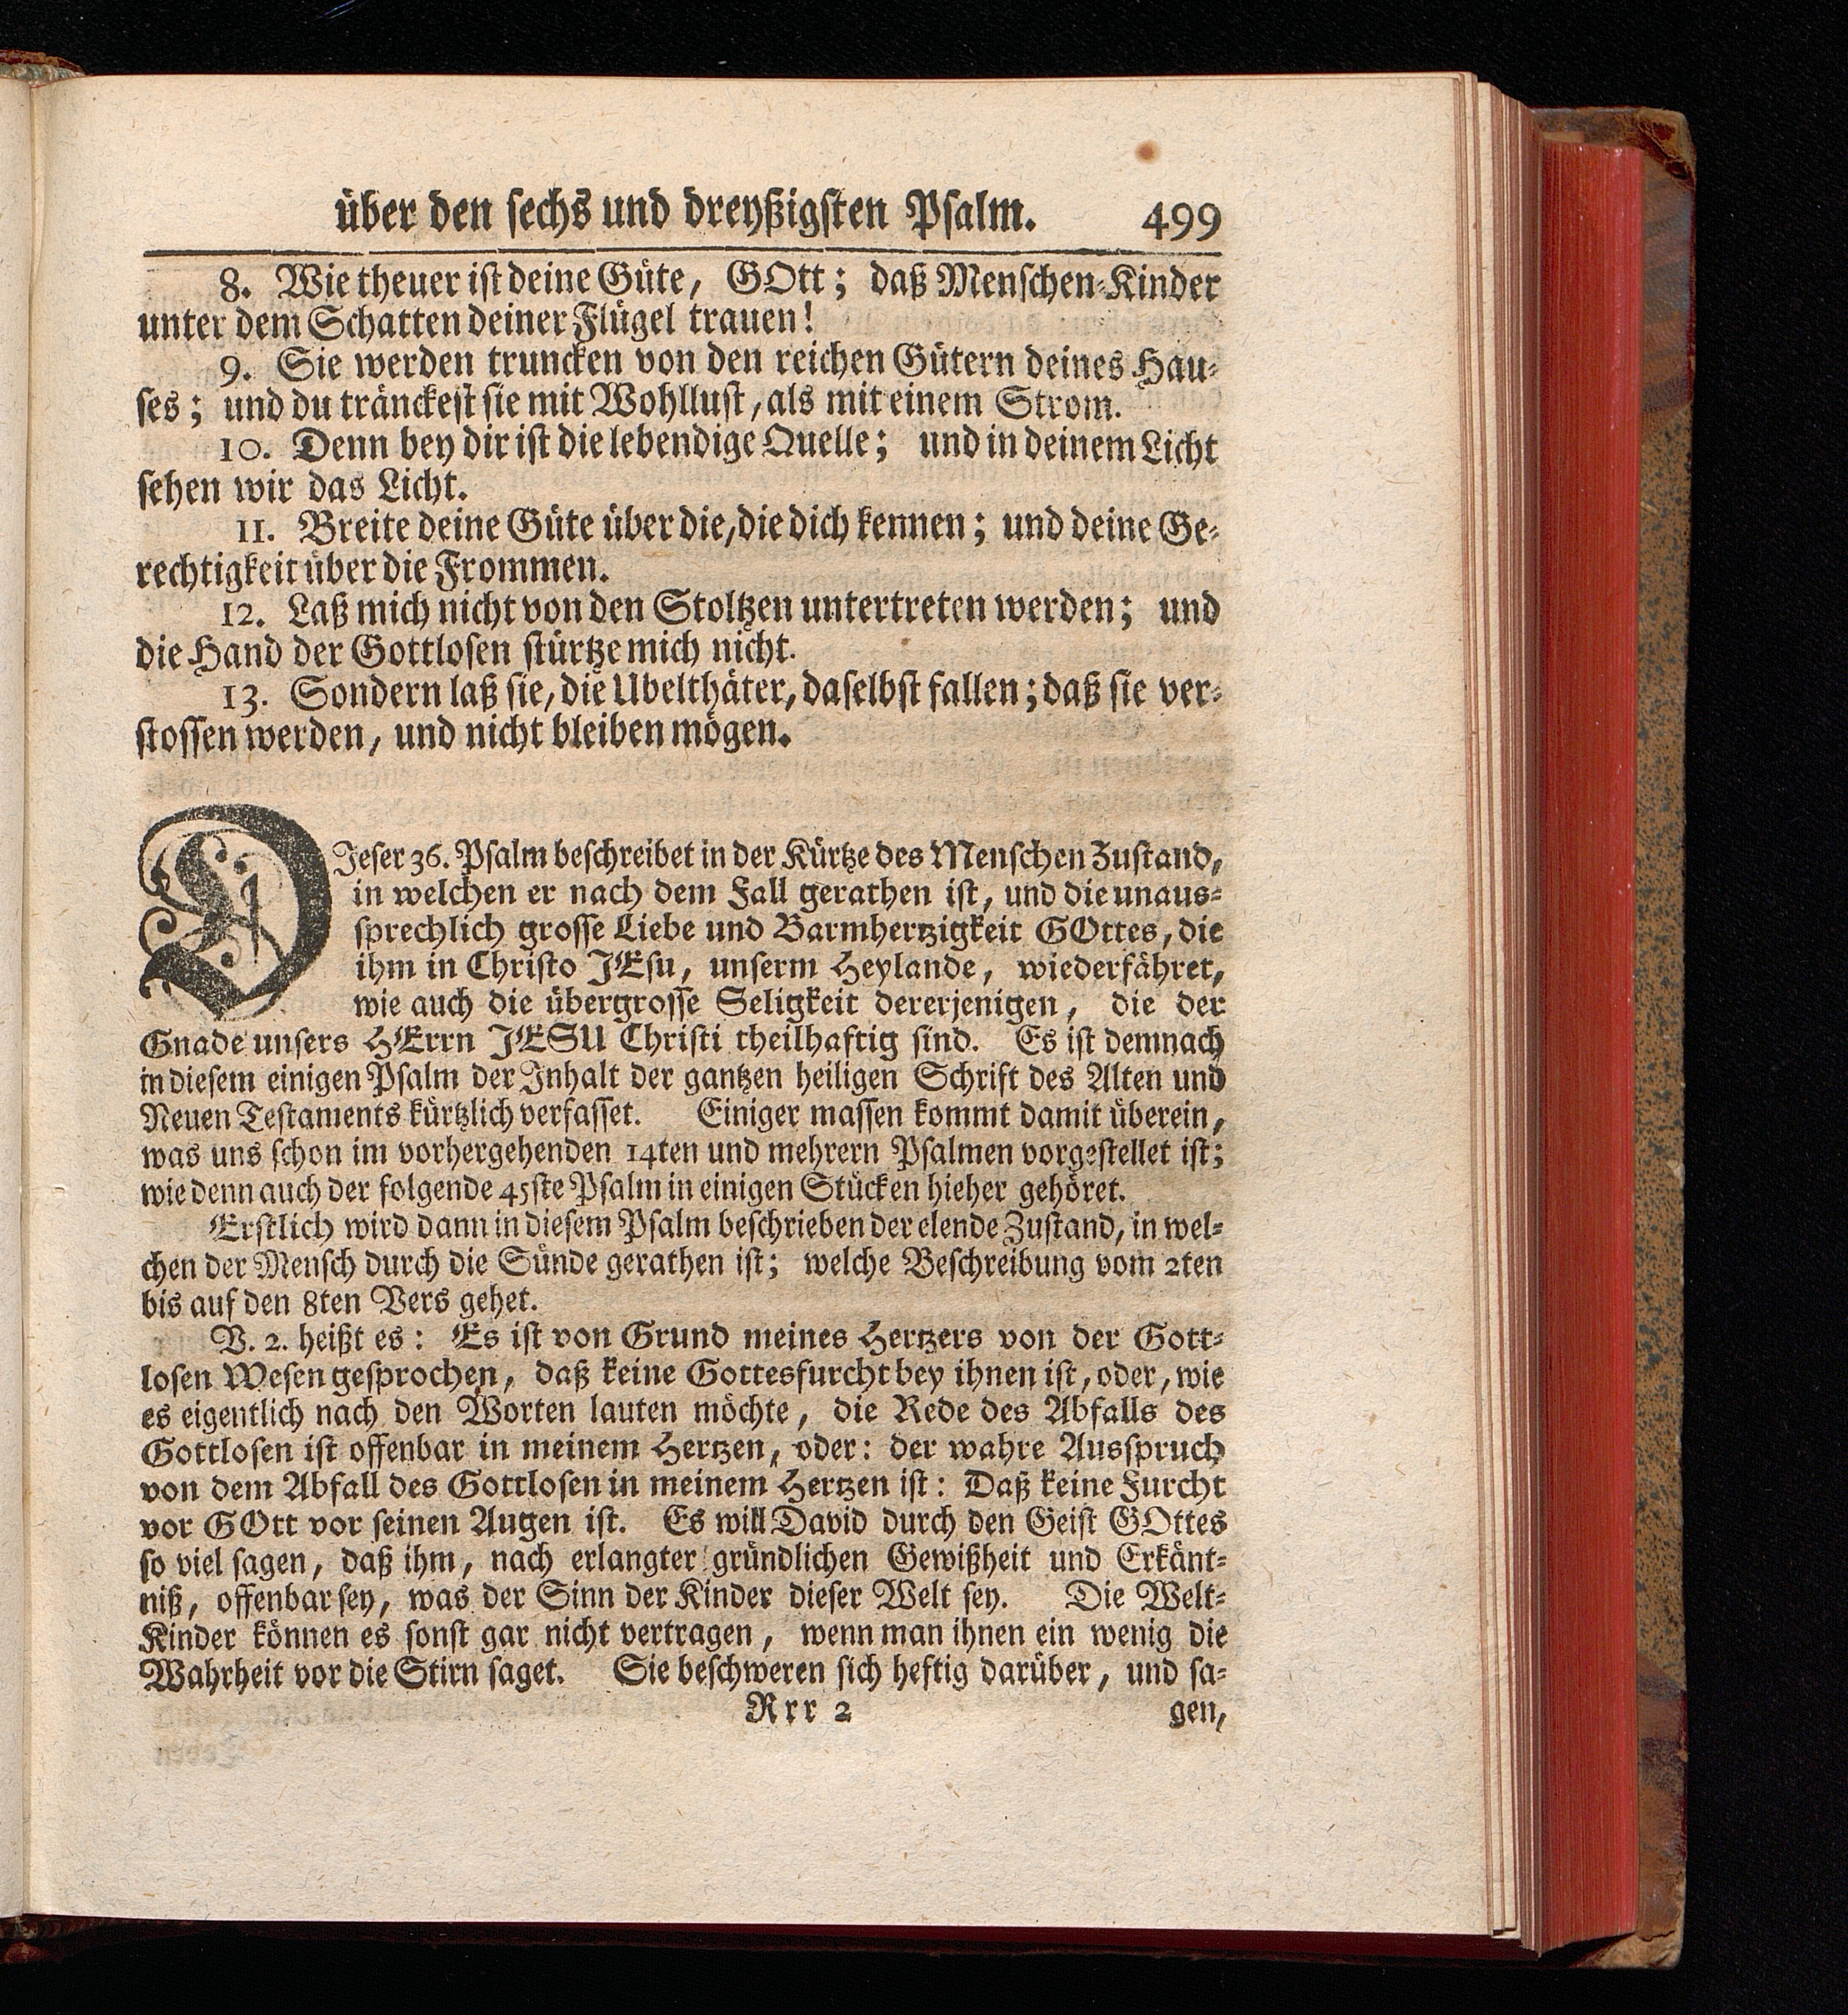 über den sechs und dreyßigsten Psalm. 499
8. Wie theuer ist deine Güte, GOtt; daß Menschen-Kinder
unter dem Schatten deiner Flügel trauen!
9. Sie werden truncken von den reichen Gütern deines Hau-
ses; und du tränckest sie mit Wohllust, als mit einem Strom.
10. Denn bey dir ist die lebendige Quelle; und in deinem Licht
sehen wir das Licht.
11. Breite deine Güte über die, die dich kennen; und deine Ge-
rechtigkeit über die Frommen.
12. Laß mich nicht von den Stoltzen untertreten werden; und
die Hand der Gottlosen stürtze mich nicht.
13. Sondern laß sie, die Ubelthäter, daselbst fallen; daß sie ver-
stossen werden, und nicht bleiben mögen.
DIeser 36. Psalm beschreibet in der Kürtze des Menschen Zustand,
in welchen er nach dem Fall gerathen ist, und die unaus-
sprechlich grosse Liebe und Barmhertzigkeit GOttes, die
ihm in Christo JEsu, unserm Heylande, wiederfähret,
wie auch die übergrosse Seligkeit dererjenigen, die der
Gnade unsers HErrn JESU Christi theilhaftig sind. Es ist demnach
in diesem einigen Psalm der Inhalt der gantzen heiligen Schrift des Alten und
Neuen Testaments kürtzlich verfasset. Einiger massen kommt damit überein,
was uns schon im vorhergehenden 14ten und mehrern Psalmen vorgestellet ist;
wie denn auch der folgende 45ste Psalm in einigen Stücken hieher gehöret.
Erstlich wird dann in diesem Psalm beschrieben der elende Zustand, in wel-
chen der Mensch durch die Sünde gerathen ist; welche Beschreibung vom 2ten
bis auf den 8ten Vers gehet.
V. 2. heißt es: Es ist von Grund meines Hertzers von der Gott-
losen Wesen gesprochen, daß keine Gottesfurcht bey ihnen ist, oder, wie
es eigentlich nach den Worten lauten möchte, die Rede des Abfalls des
Gottlosen ist offenbar in meinem Hertzen, oder: der wahre Ausspruch
von dem Abfall des Gottlosen in meinem Hertzen ist: Daß keine Furcht
vor GOtt vor seinen Augen ist. Es will David durch den Geist GOttes
so viel sagen, daß ihm, nach erlangter gründlichen Gewißheit und Erkänt-
niß, offenbar sey, was der Sinn der Kinder dieser Welt sey. Die Welt-
Kinder können es sonst gar nicht vertragen, wenn man ihnen ein wenig die
Wahrheit vor die Stirn saget. Sie beschweren sich heftig darüber, und sa-
Rrr 2 gen,